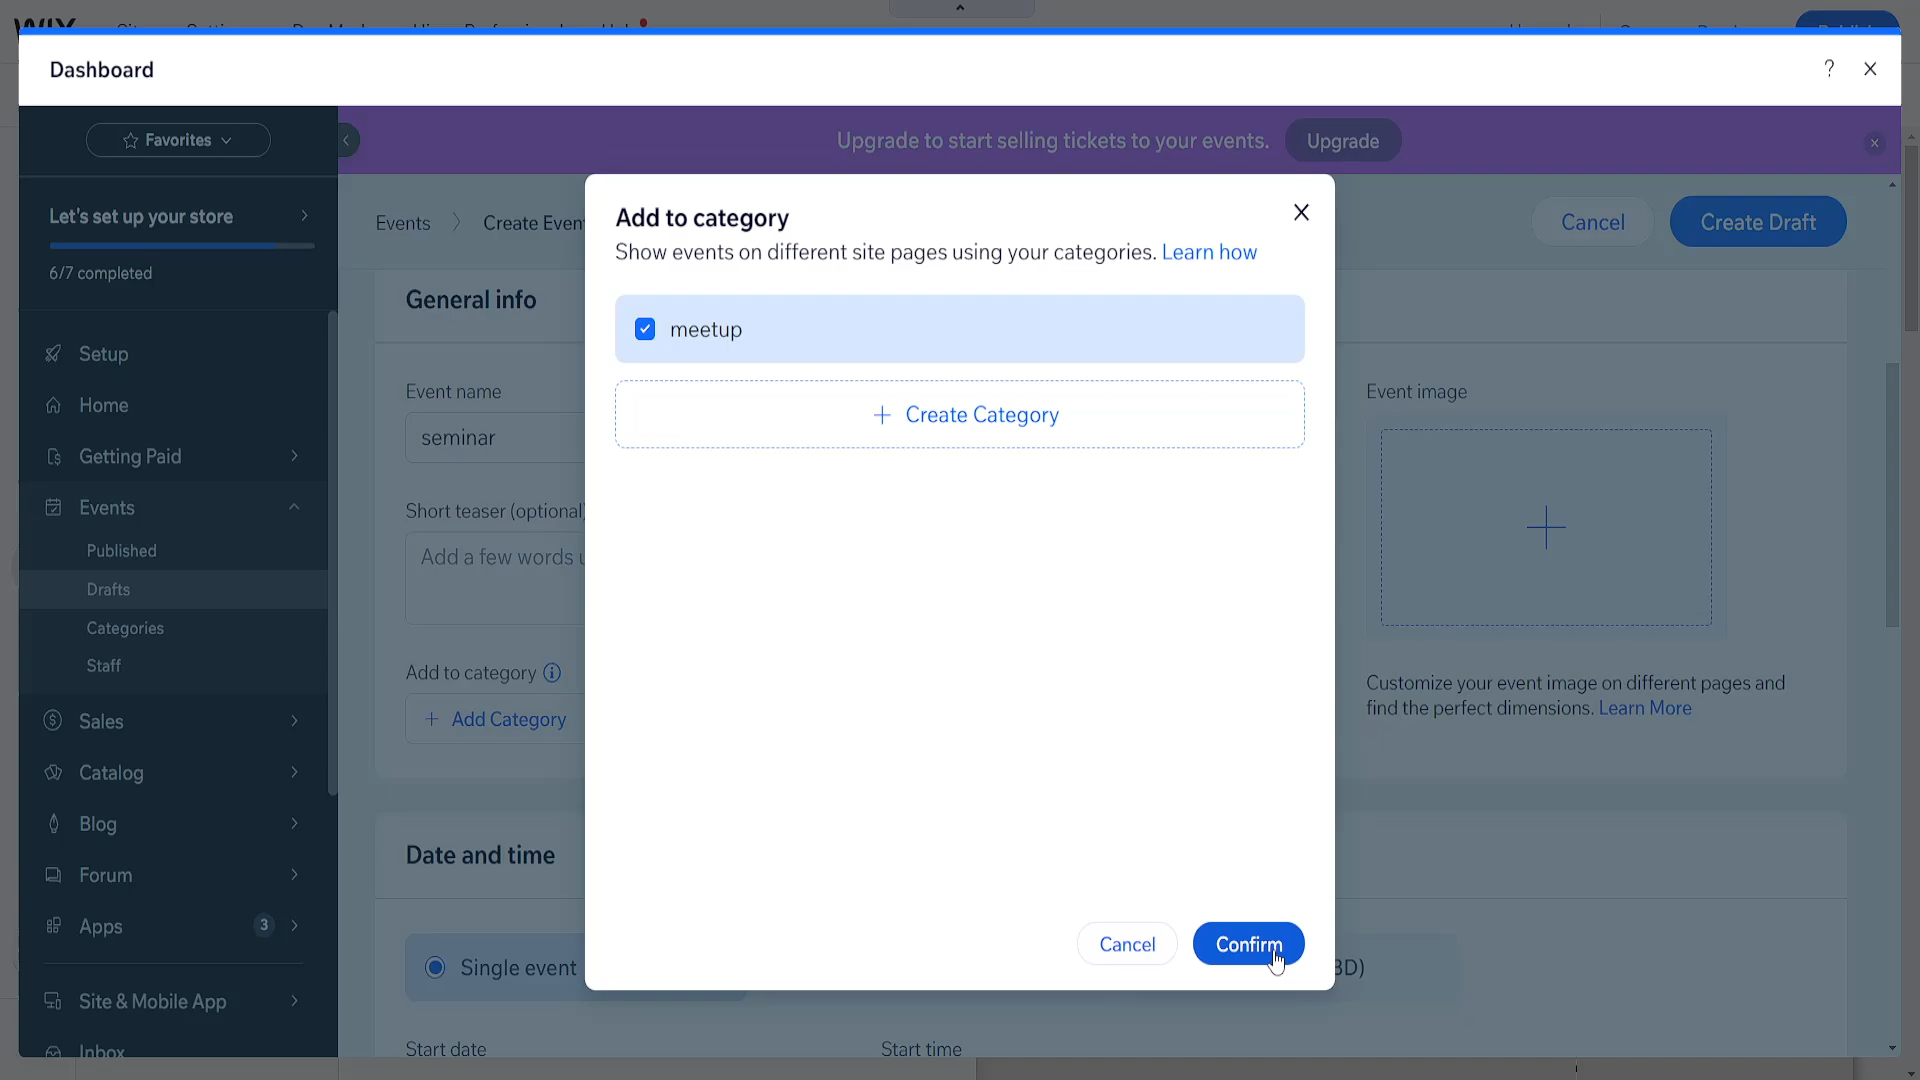 WIX
Dashboard
?
Favorites
Upgrade to start selling tickets to your events.
Upgrade
Let's set up your store
6/7 completed
Events
Create Even
Cancel
Create Draft
Add to category
Show events on different site pages using your categories. Learn how
meetup
+ Create Category
Cancel
Confirm
General info
Event name
seminar
Short teaser (optional)
Add a few words u
Add to category
+ Add Category
Event image
Customize your event image on different pages and
find the perfect dimensions. Learn More
Date and time
Single event
BD)
Start date
Start time
Setup
Home
Getting Paid
Events
Published
Drafts
Categories
Staff
Sales
Catalog
Blog
Forum
Apps
3
Site & Mobile App
Inbox